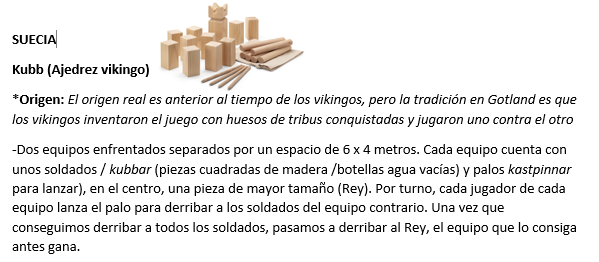 SUECIA
Kubb (Ajedrez vikingo)
*Origen: El origen real es anterior al tiempo de los vikingos, pero la tradición en Gotland es que
los vikingos inventaron el juego con huesos de tribus conquistadas y jugaron uno contra el otro
-Dos equipos enfrentados separados por un espacio de 6 x 4 metros. Cada equipo cuenta con
unos soldados / kubbar (piezas cuadradas de madera /botellas agua vacías) y palos kastpinnar
para lanzar), en el centro, una pieza de mayor tamaño (Rey). Por turno, cada jugador de cada
equipo lanza el palo para derribar a los soldados del equipo contrario. Una vez que
conseguimos derribar a todos los soldados, pasamos a derribar al Rey, el equipo que lo consiga
antes gana.